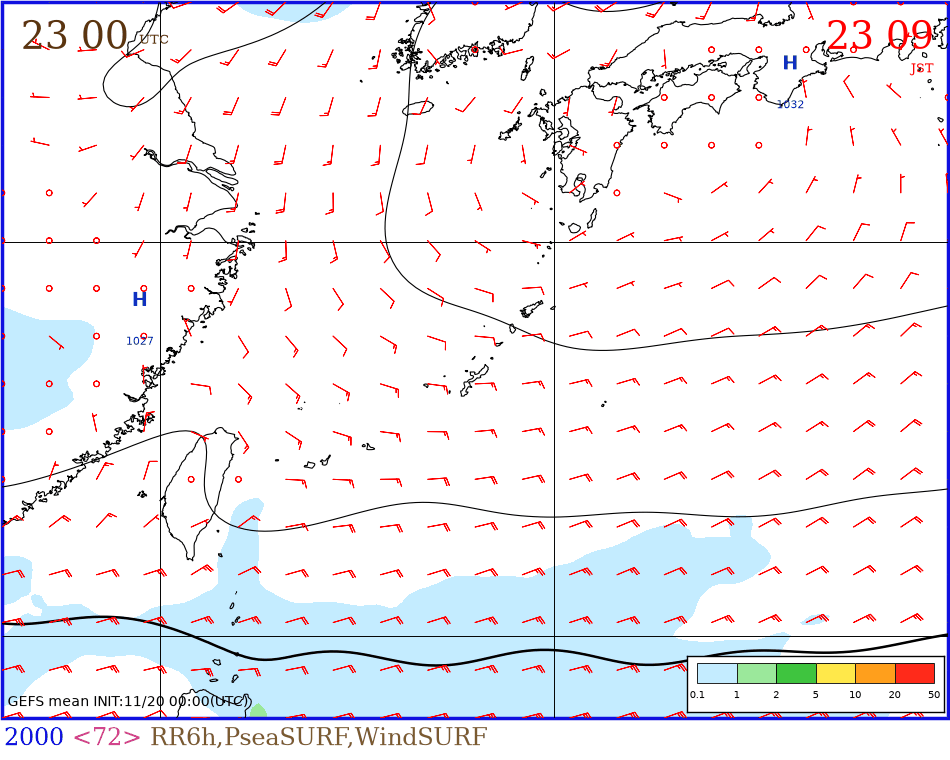 23 00 UTC
23 09
JST
H
1032
H
1027
GEFS mean INIT:11/20 00:00(UTC)
0.1 1 2 5 10 20 50
2000 <72> RR6h,PseaSURF,WindSURF